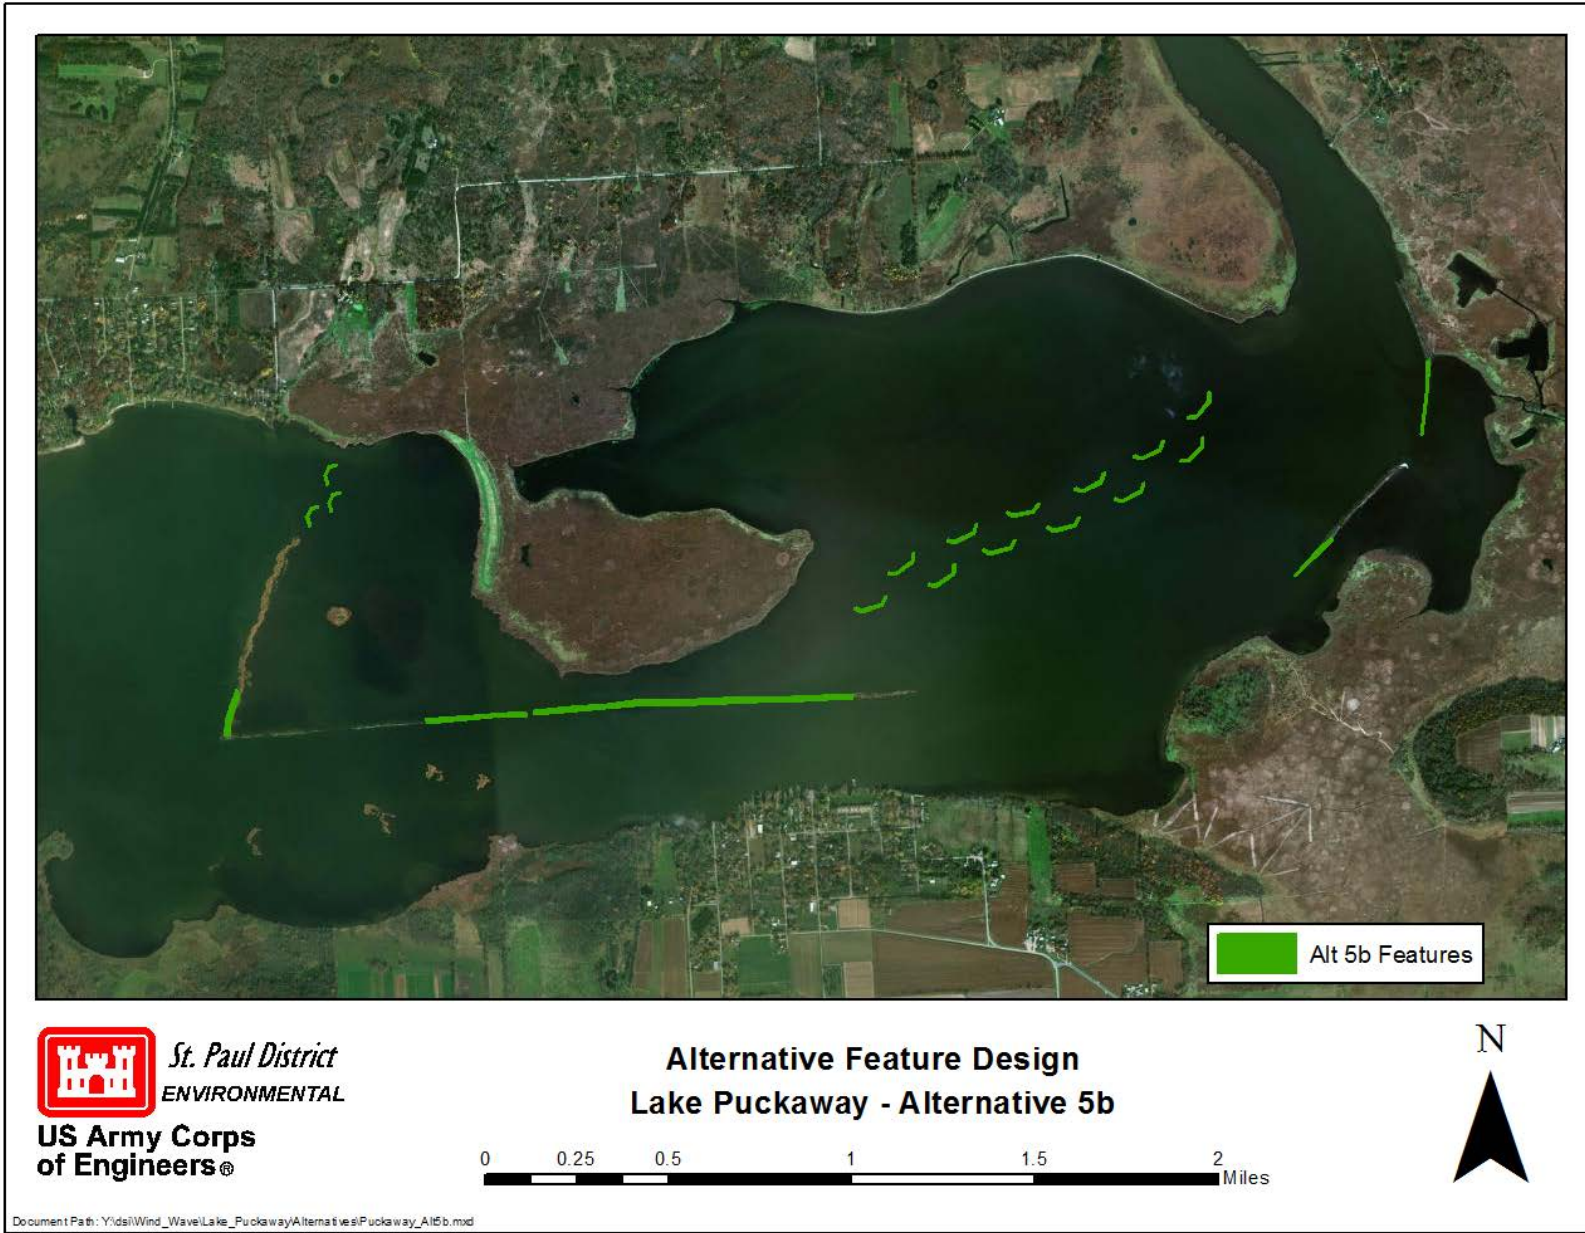 Alt 5b Features
St. Paul District
ENVIRONMENTAL
US Army Corps
of Engineers®
Alternative Feature Design
Lake Puckaway - Alternative 5b
0 0.25 0.5 1 1.5 2
Miles
N
Document Path: Y:\dsi\Wind_Wave\Lake_Puckaway\Alternatives\Puckaway_Alt5b.mxd